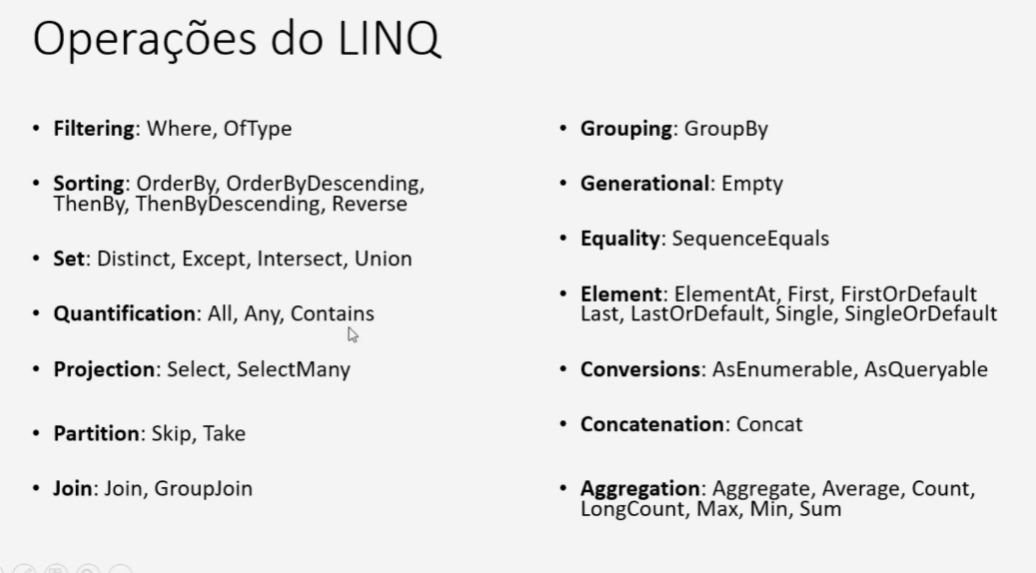 Operações do LINQ
• Filtering: Where, OfType
• Sorting: OrderBy, OrderByDescending,
ThenBy, ThenByDescending, Reverse
• Set: Distinct, Except, Intersect, Union
• Quantification: All, Any, Contains
• Projection: Select, SelectMany
• Partition: Skip, Take
• Join: Join, GroupJoin
• Grouping: GroupBy
• Generational: Empty
• Equality: SequenceEquals
• Element: ElementAt, First, FirstOrDefault
Last, LastOrDefault, Single, SingleOrDefault
• Conversions: AsEnumerable, AsQueryable
• Concatenation: Concat
• Aggregation: Aggregate, Average, Count,
LongCount, Max, Min, Sum